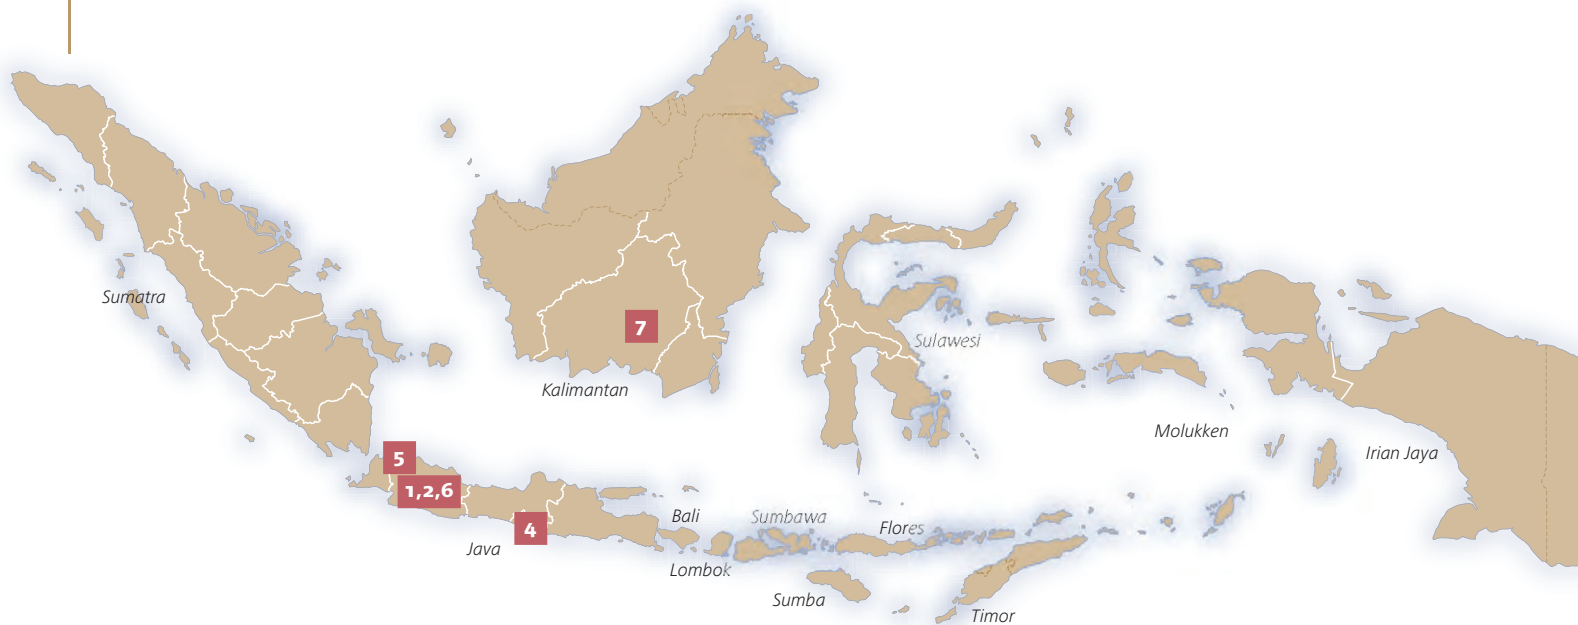 Sumatra
7
Sulawesi
Kalimantan
Molukken
5
Irian Jaya
1,2,6
Bali
Sumbawa
4
Flores
Java
Lombok
Sumba
Timor